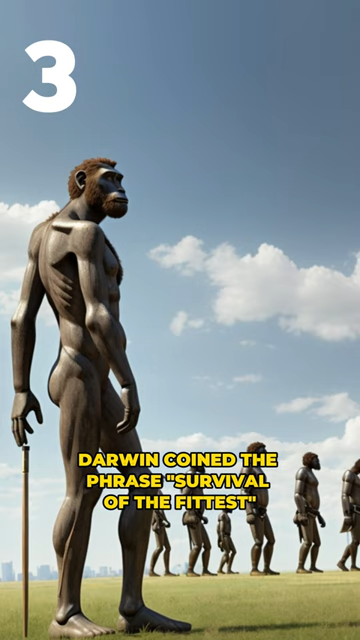 3
DARWIN COINED THE
PHRASE "SURVIVAL
OF THE FITTEST"